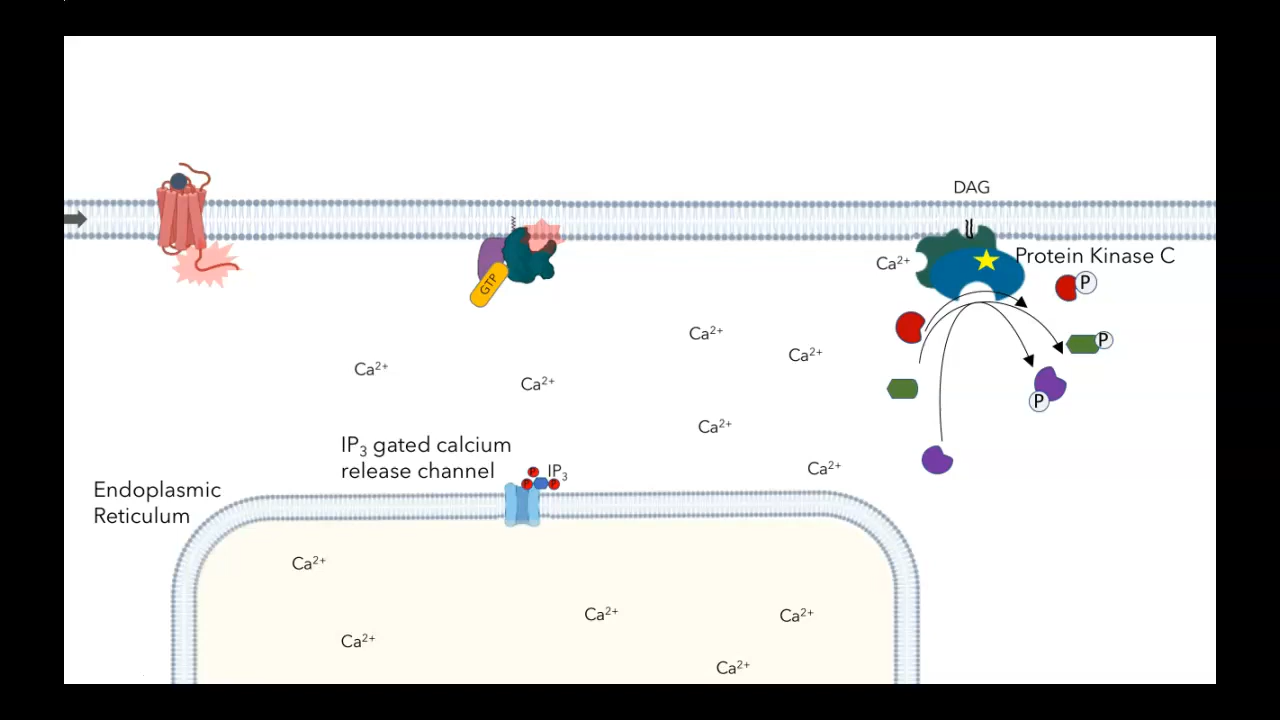 DAG
Protein Kinase C
Ca²⁺
P
GTP
Ca²⁺
Ca²⁺
P
Ca²⁺
Ca²⁺
P
Ca²⁺
IP₃ gated calcium
release channel
Ca²⁺
P
IP₃
P
P
Endoplasmic
Reticulum
Ca²⁺
Ca²⁺
Ca²⁺
Ca²⁺
Ca²⁺